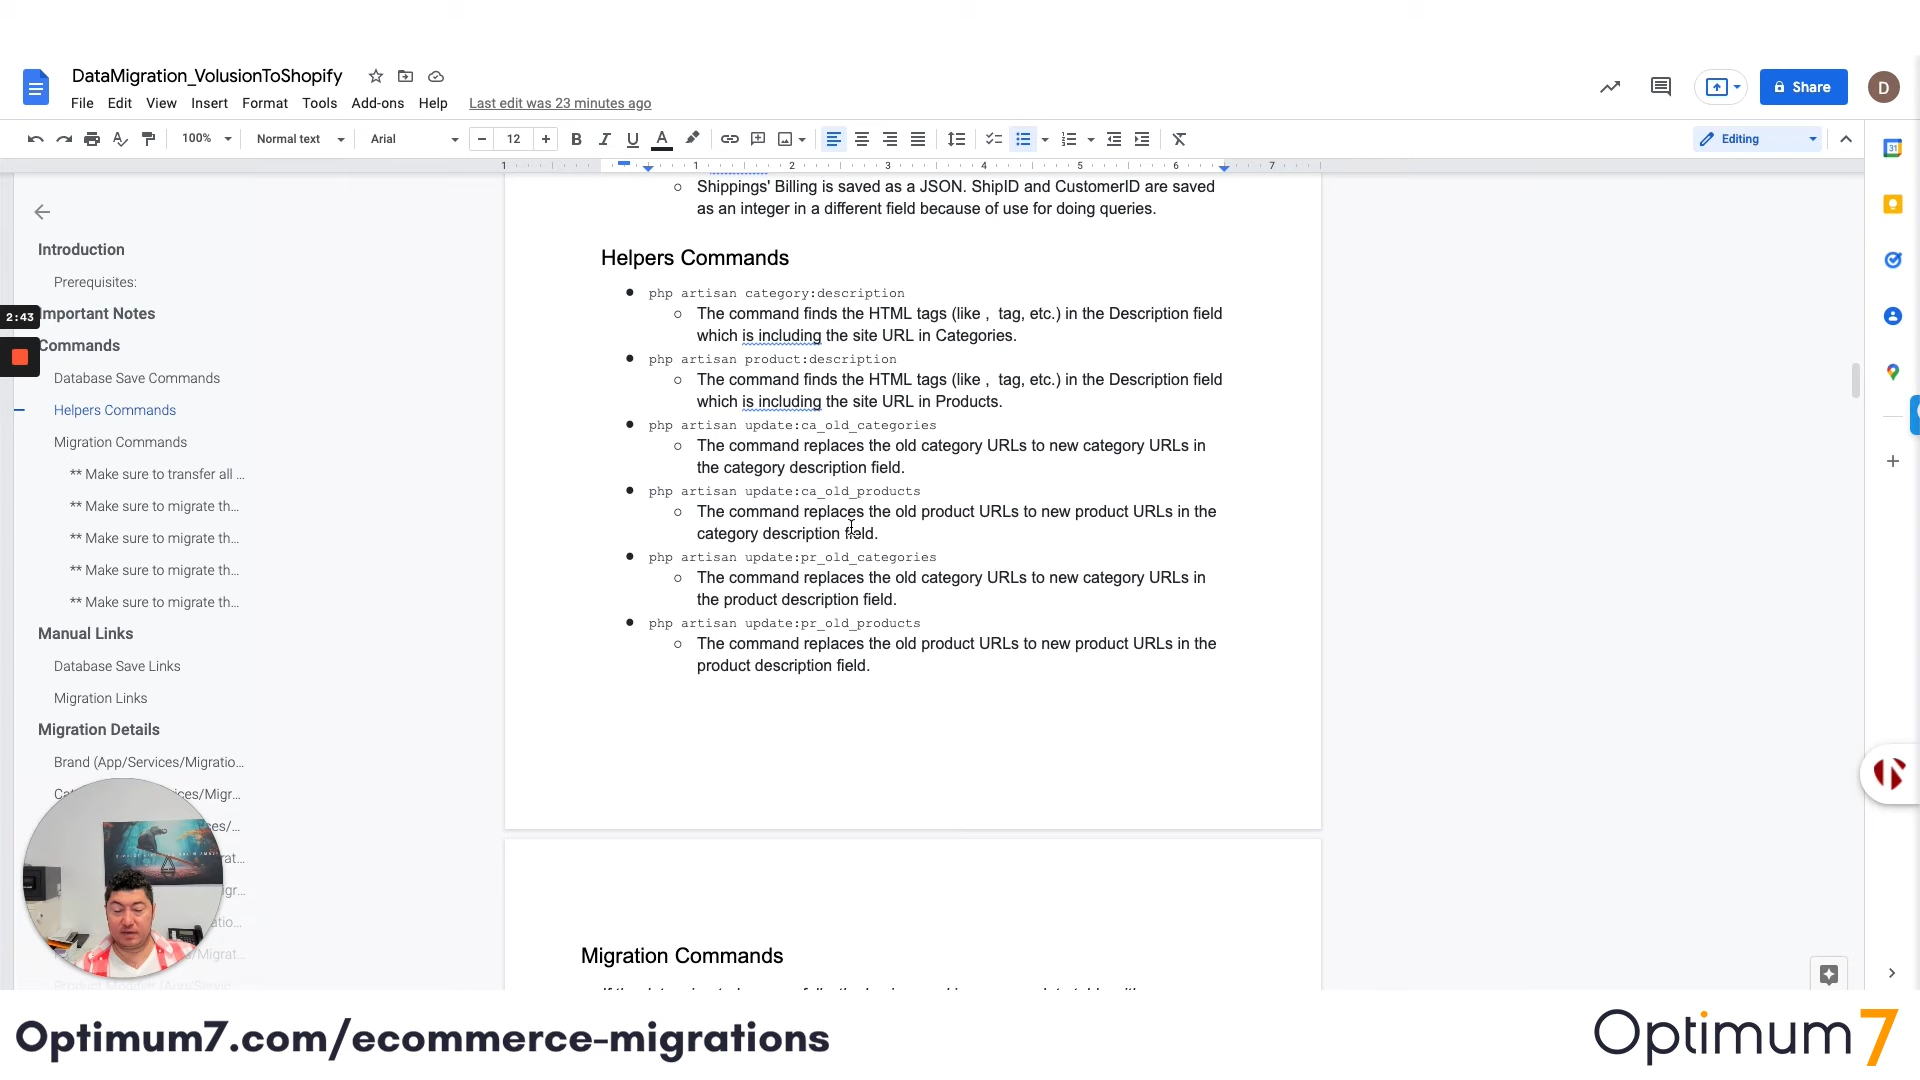 DataMigration_VolusionToShopify
File Edit View Insert Format Tools Add-ons Help Last edit was 23 minutes ago
Share
D
100% Normal text Arial 12 Editing
1 1 2 3 4 5 6 7
31
Shippings' Billing is saved as a JSON. ShipID and CustomerID are saved
as an integer in a different field because of use for doing queries.
Helpers Commands
php artisan category:description
The command finds the HTML tags (like , tag, etc.) in the Description field
which is including the site URL in Categories.
php artisan product:description
The command finds the HTML tags (like , tag, etc.) in the Description field
which is including the site URL in Products.
php artisan update:ca_old_categories
The command replaces the old category URLs to new category URLs in
the category description field.
php artisan update:ca_old_products
The command replaces the old product URLs to new product URLs in the
category description field.
php artisan update:pr_old_categories
The command replaces the old category URLs to new category URLs in
the product description field.
php artisan update:pr_old_products
The command replaces the old product URLs to new product URLs in the
product description field.
Migration Commands
Introduction
Prerequisites:
2:43
mportant Notes
Commands
Database Save Commands
Helpers Commands
Migration Commands
** Make sure to transfer all ...
** Make sure to migrate th...
** Make sure to migrate th...
** Make sure to migrate th...
** Make sure to migrate th...
Manual Links
Database Save Links
Migration Links
Migration Details
Brand (App/Services/Migratio...
ices/Migr...
Optimum7.com/ecommerce-migrations
Optimum7